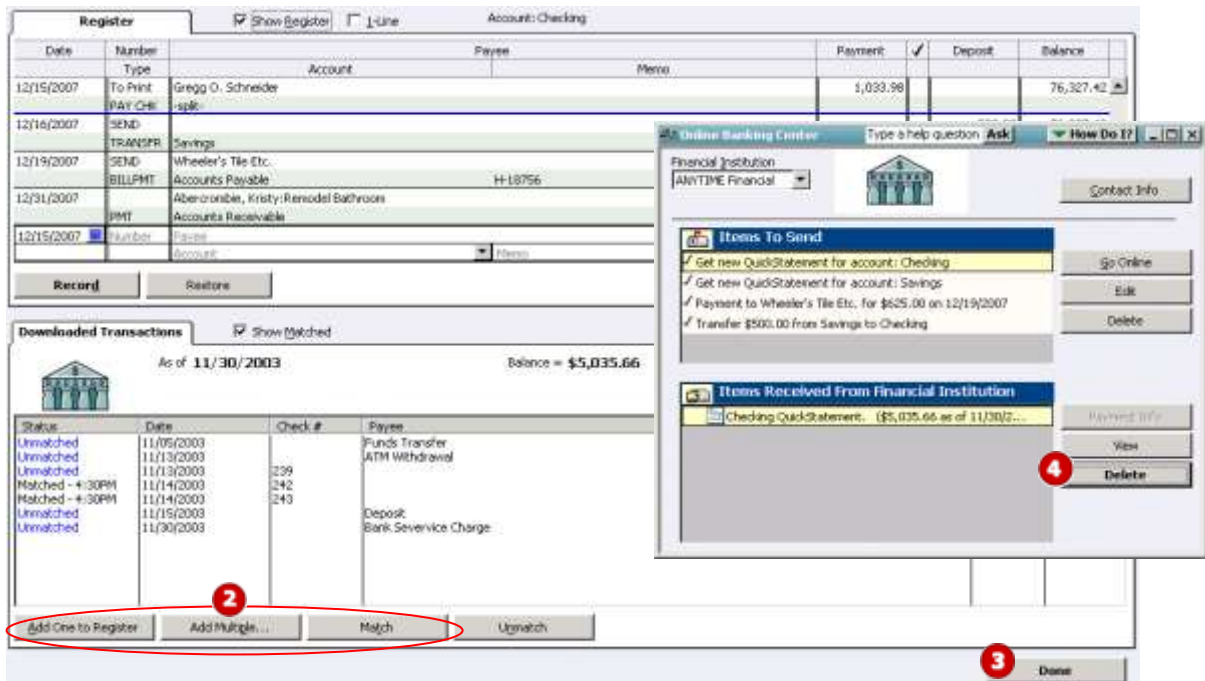 Register Show Register 1-Line Account: Checking
Date Number Payee Payment ✓ Deposit Balance
Type Account Memo
12/15/2007 To Print Gregg O. Schneider 1,033.98 76,327.42
PAY CHK -split-
12/16/2007 SEND
TRANSFR Savings
12/19/2007 SEND Wheeler's Tile Etc.
BILLPMT Accounts Payable H-18756
12/31/2007 Abercrombie, Kristy:Remodel Bathroom
PMT Accounts Receivable
12/15/2007 Number Payee
Account Memo
Record Restore
Downloaded Transactions Show Matched
As of 11/30/2003 Balance = $5,035.66
Status Date Check # Payee
Unmatched 11/05/2003 Funds Transfer
Unmatched 11/13/2003 ATM Withdrawal
Unmatched 11/13/2003 239
Matched - 4:30PM 11/14/2003 242
Matched - 4:30PM 11/14/2003 243
Unmatched 11/15/2003 Deposit
Unmatched 11/30/2003 Bank Severvice Charge
2
Add One to Register Add Multiple... Match Unmatch
3
Done
Online Banking Center Type a help question Ask How Do I?
Financial Institution
ANYTIME Financial
Contact Info
Items To Send
✓ Get new QuickStatement for account: Checking
✓ Get new QuickStatement for account: Savings
✓ Payment to Wheeler's Tile Etc. for $625.00 on 12/19/2007
✓ Transfer $500.00 from Savings to Checking
Go Online
Edit
Delete
Items Received From Financial Institution
Checking QuickStatement. ($5,035.66 as of 11/30/2...
Payment Info
View
4
Delete